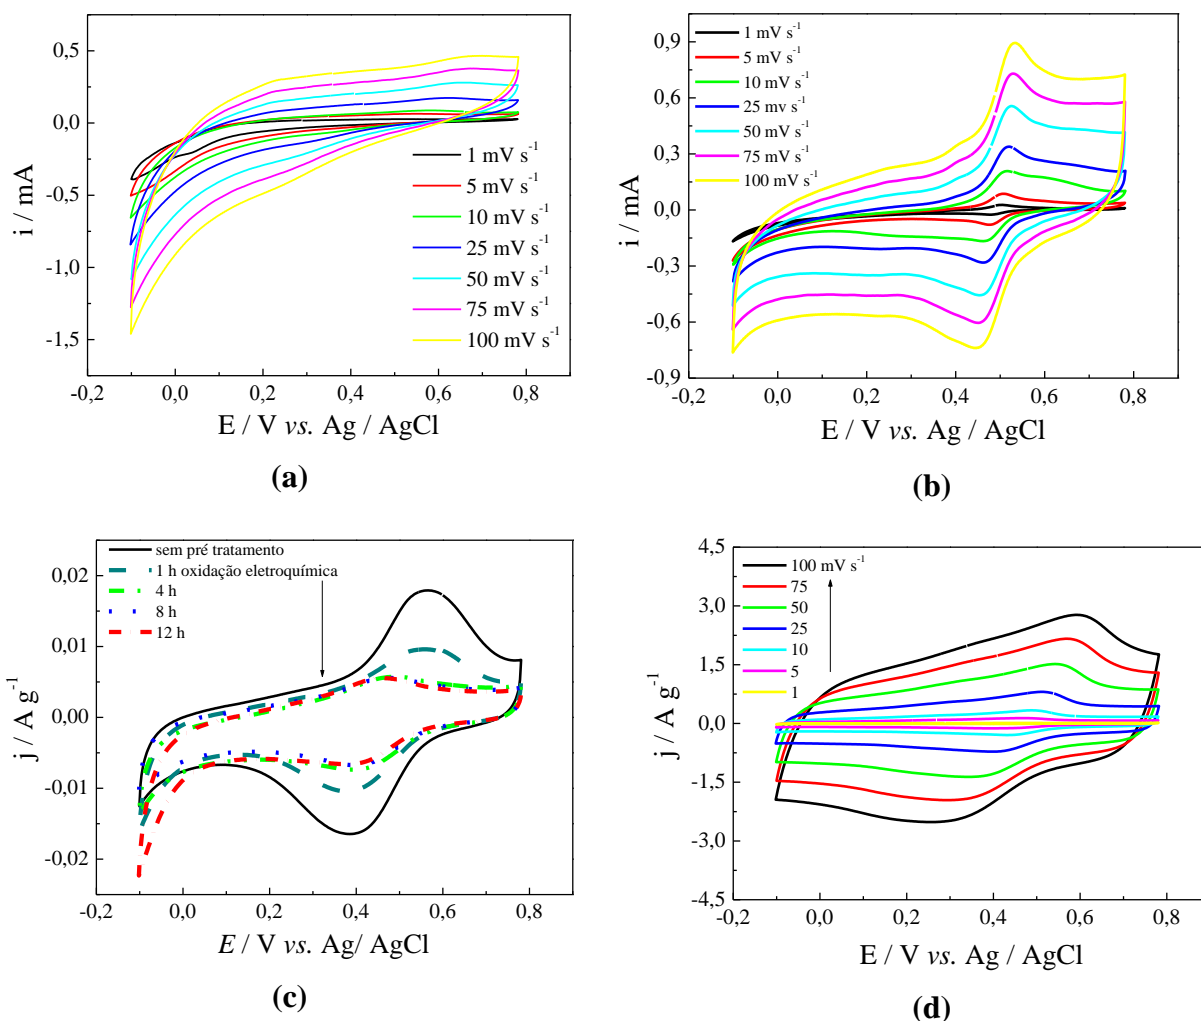 0,5
0,0
-0,5
-1,0
-1,5
i / mA
1 mV s⁻¹
5 mV s⁻¹
10 mV s⁻¹
25 mV s⁻¹
50 mV s⁻¹
75 mV s⁻¹
100 mV s⁻¹
-0,2 0,0 0,2 0,4 0,6 0,8
E / V vs. Ag / AgCl
(a)
0,9
0,6
0,3
0,0
-0,3
-0,6
-0,9
i / mA
1 mV s⁻¹
5 mV s⁻¹
10 mV s⁻¹
25 mv s⁻¹
50 mV s⁻¹
75 mV s⁻¹
100 mV s⁻¹
-0,2 0,0 0,2 0,4 0,6 0,8
E / V vs. Ag / AgCl
(b)
sem pré tratamento
1 h oxidação eletroquímica
4 h
8 h
12 h
0,02
0,01
0,00
-0,01
-0,02
j / A g⁻¹
-0,2 0,0 0,2 0,4 0,6 0,8
E / V vs. Ag/ AgCl
(c)
4,5
3,0
1,5
0,0
-1,5
-3,0
-4,5
j / A g⁻¹
100 mV s⁻¹
75
50
25
10
5
1
-0,2 0,0 0,2 0,4 0,6 0,8
E / V vs. Ag / AgCl
(d)